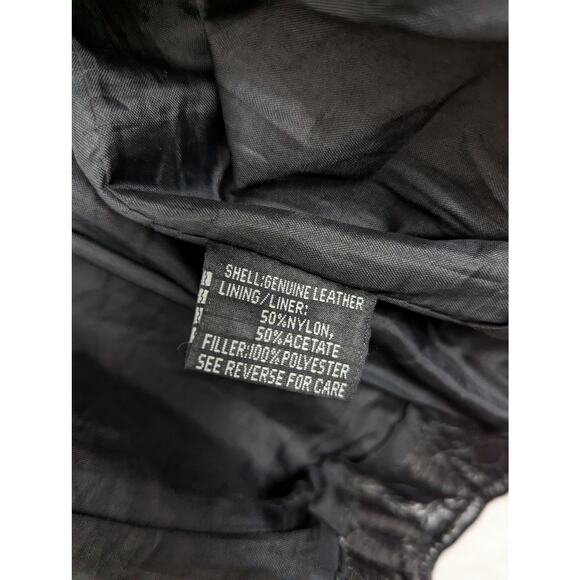 SHELL:GENUINE LEATHER
LINING/LINER:
50%NYLON,
50%ACETATE
FILLER:100%POLYESTER
SEE REVERSE FOR CARE